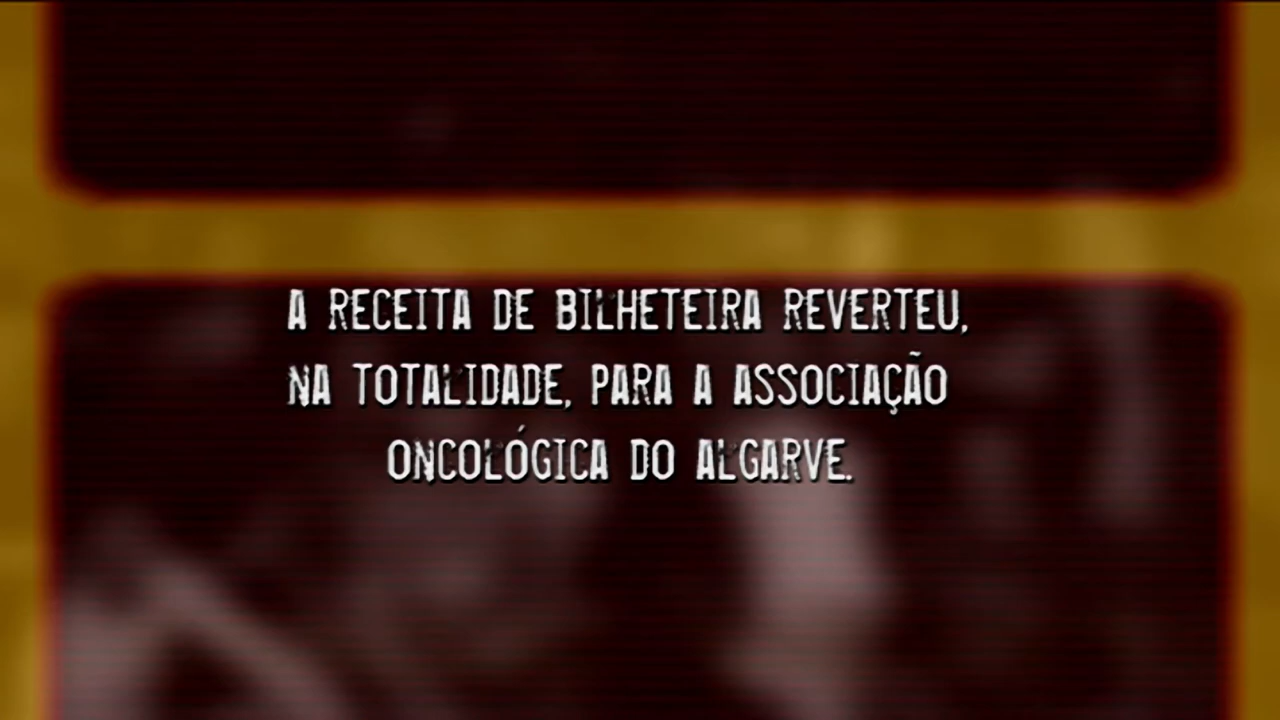 A RECEITA DE BILHETEIRA REVERTEU,
NA TOTALIDADE, PARA A ASSOCIAÇÃO
ONCOLÓGICA DO ALGARVE.